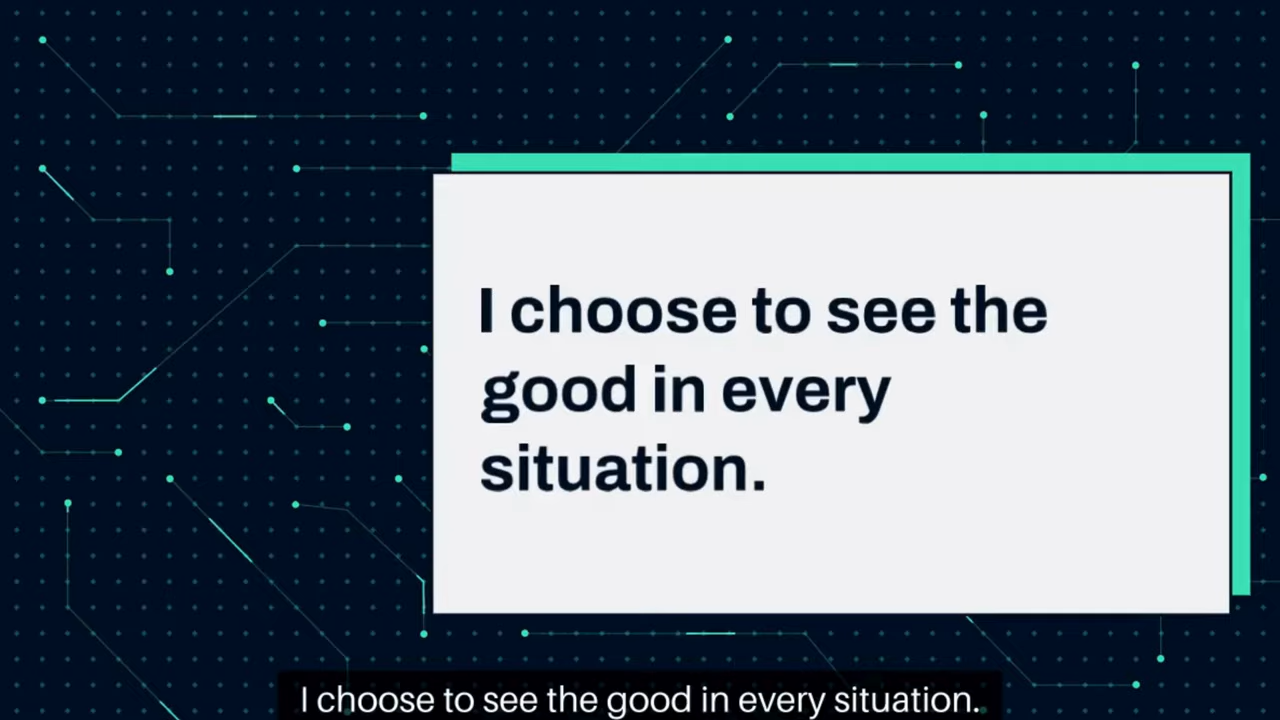 I choose to see the
good in every
situation.
I choose to see the good in every situation.